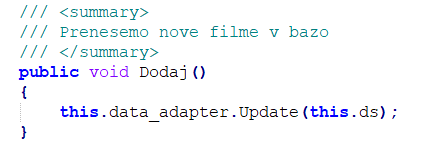 /// <summary>
/// Prenesemo nove filme v bazo
/// </summary>
public void Dodaj()
{
this.data_adapter.Update(this.ds);
}